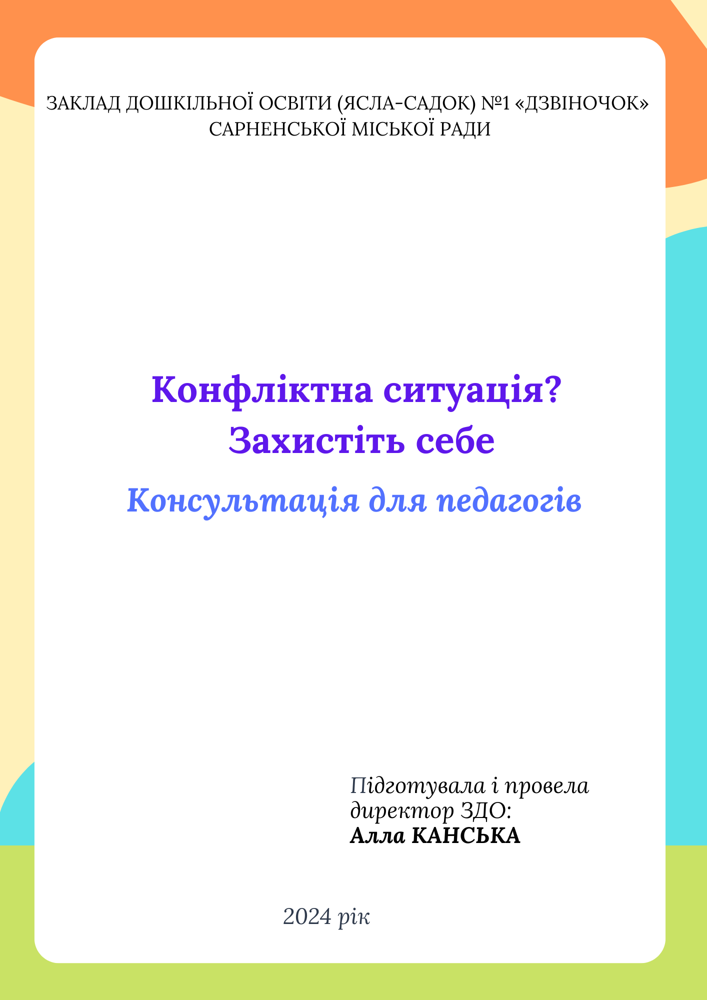 ЗАКЛАД ДОШКІЛЬНОЇ ОСВІТИ (ЯСЛА-САДОК) №1 «ДЗВІНОЧОК»
САРНЕНСЬКОЇ МІСЬКОЇ РАДИ
Конфліктна ситуація?
Захистіть себе
Консультація для педагогів
Підготувала і провела
директор ЗДО:
Алла КАНСЬКА
2024 рік